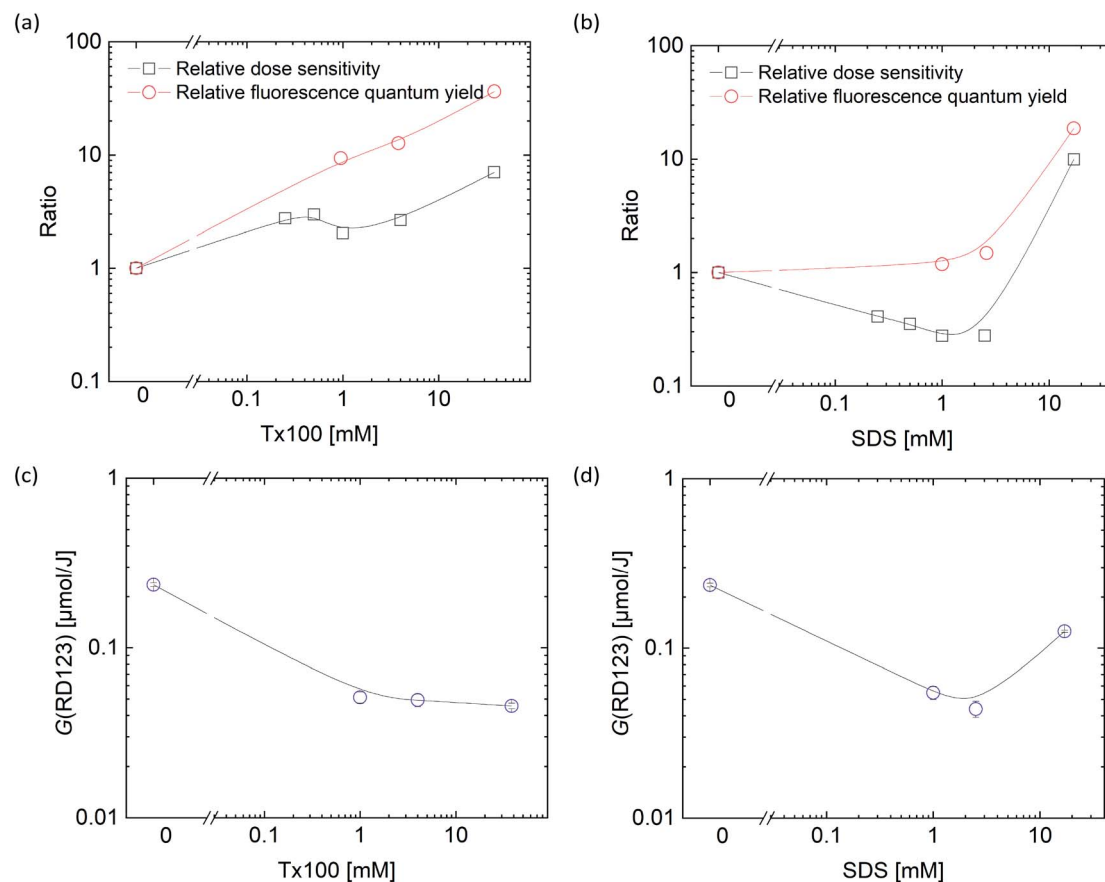 (a)
100
10
1
0.1
Ratio
Relative dose sensitivity
Relative fluorescence quantum yield
0
0.1
1
10
Tx100 [mM]
(b)
100
10
1
0.1
Ratio
Relative dose sensitivity
Relative fluorescence quantum yield
0
0.1
1
10
SDS [mM]
(c)
1
0.1
0.01
G(RD123) [μmol/J]
0
0.1
1
10
Tx100 [mM]
(d)
1
0.1
0.01
G(RD123) [μmol/J]
0
0.1
1
10
SDS [mM]